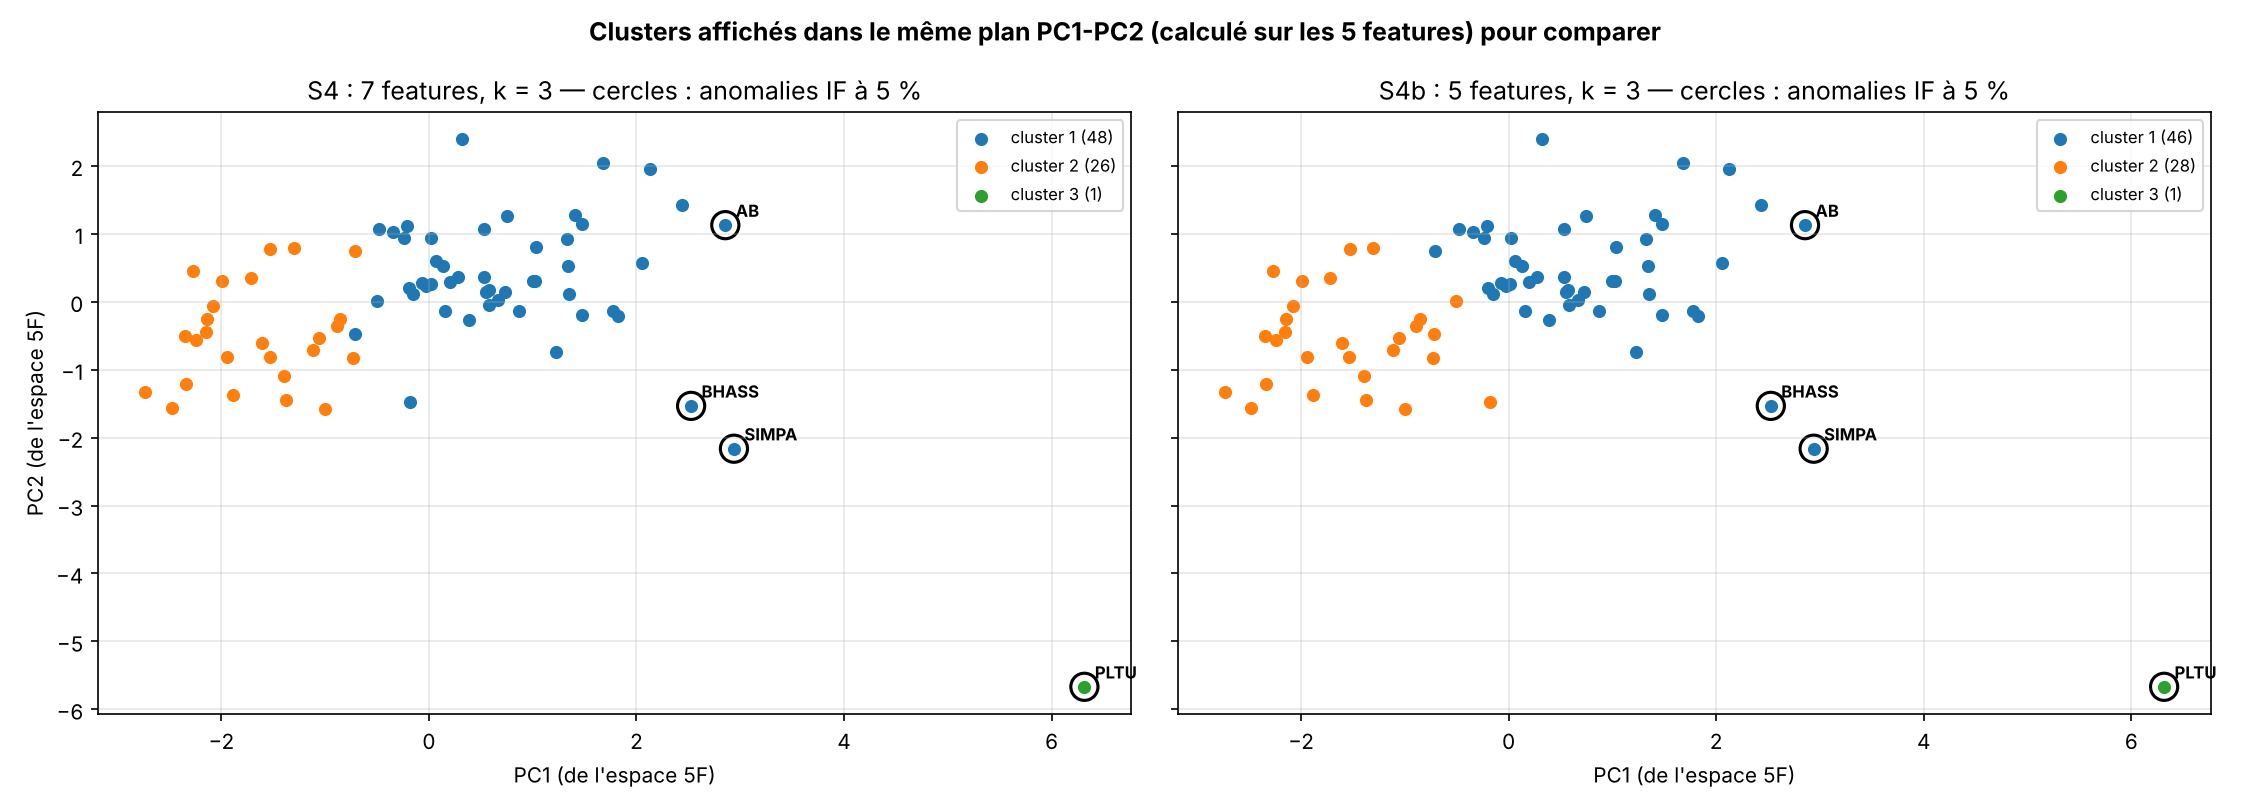 Clusters affichés dans le même plan PC1-PC2 (calculé sur les 5 features) pour comparer
S4 : 7 features, k = 3 — cercles : anomalies IF à 5 %
cluster 1 (48)
cluster 2 (26)
cluster 3 (1)
AB
BHASS
SIMPA
PLTU
2
1
0
−1
−2
−3
−4
−5
−6
PC2 (de l'espace 5F)
−2
0
2
4
6
PC1 (de l'espace 5F)
S4b : 5 features, k = 3 — cercles : anomalies IF à 5 %
cluster 1 (46)
cluster 2 (28)
cluster 3 (1)
AB
BHASS
SIMPA
PLTU
−2
0
2
4
6
PC1 (de l'espace 5F)